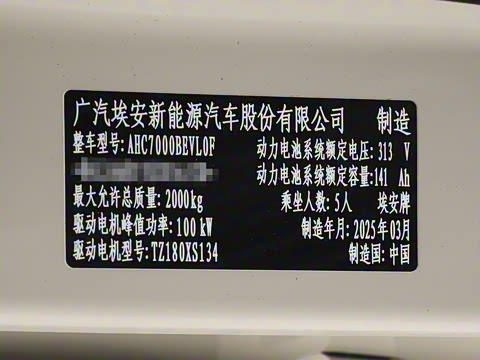 广汽埃安新能源汽车股份有限公司 制造
整车型号: AHC7000BEVL0F 动力电池系统额定电压: 313 V
动力电池系统额定容量:141 Ah
最大允许总质量: 2000kg 乘坐人数: 5人 埃安牌
驱动电机峰值功率: 100 kW 制造年月: 2025年03月
驱动电机型号:TZ180XS134 制造国: 中国